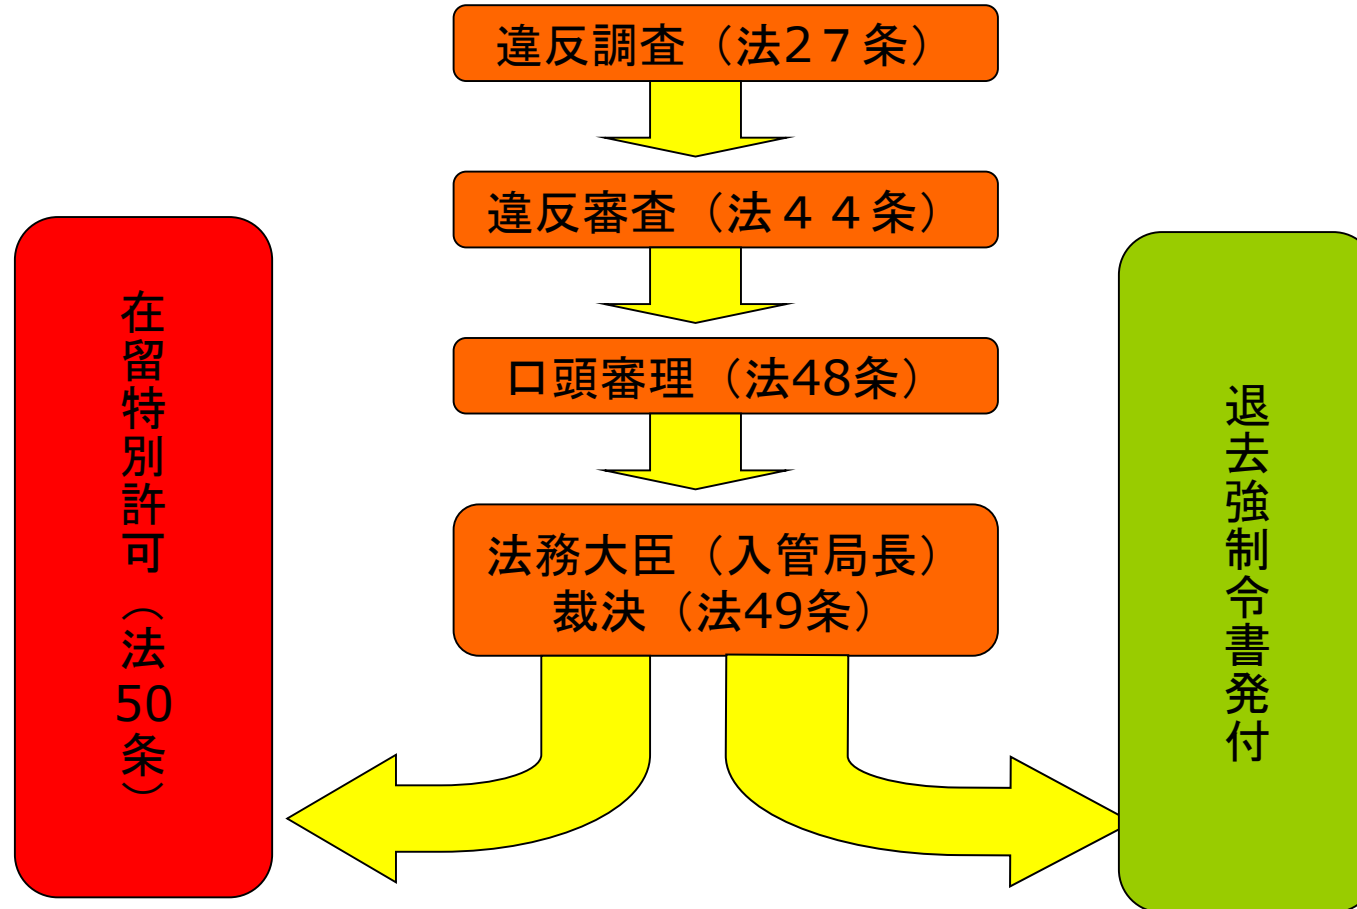 違反調査（法2７条）
違反審査（法４４条）
口頭審理（法48条）
法務大臣（入管局長）
裁決（法49条）
在留特別許可（法50条）
退去強制令書発付